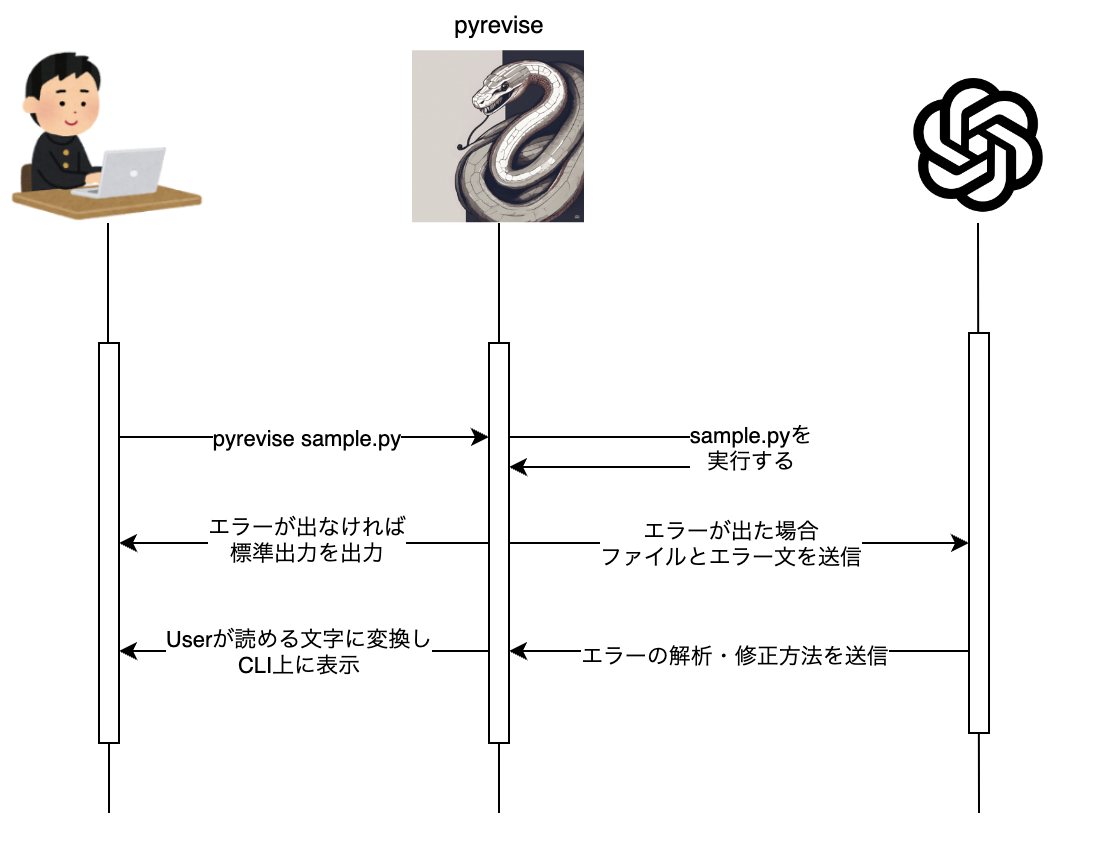 pyrevise
pyrevise sample.py
sample.pyを
実行する
エラーが出なければ
標準出力を出力
エラーが出た場合
ファイルとエラー文を送信
Userが読める文字に変換し
CLI上に表示
エラーの解析・修正方法を送信